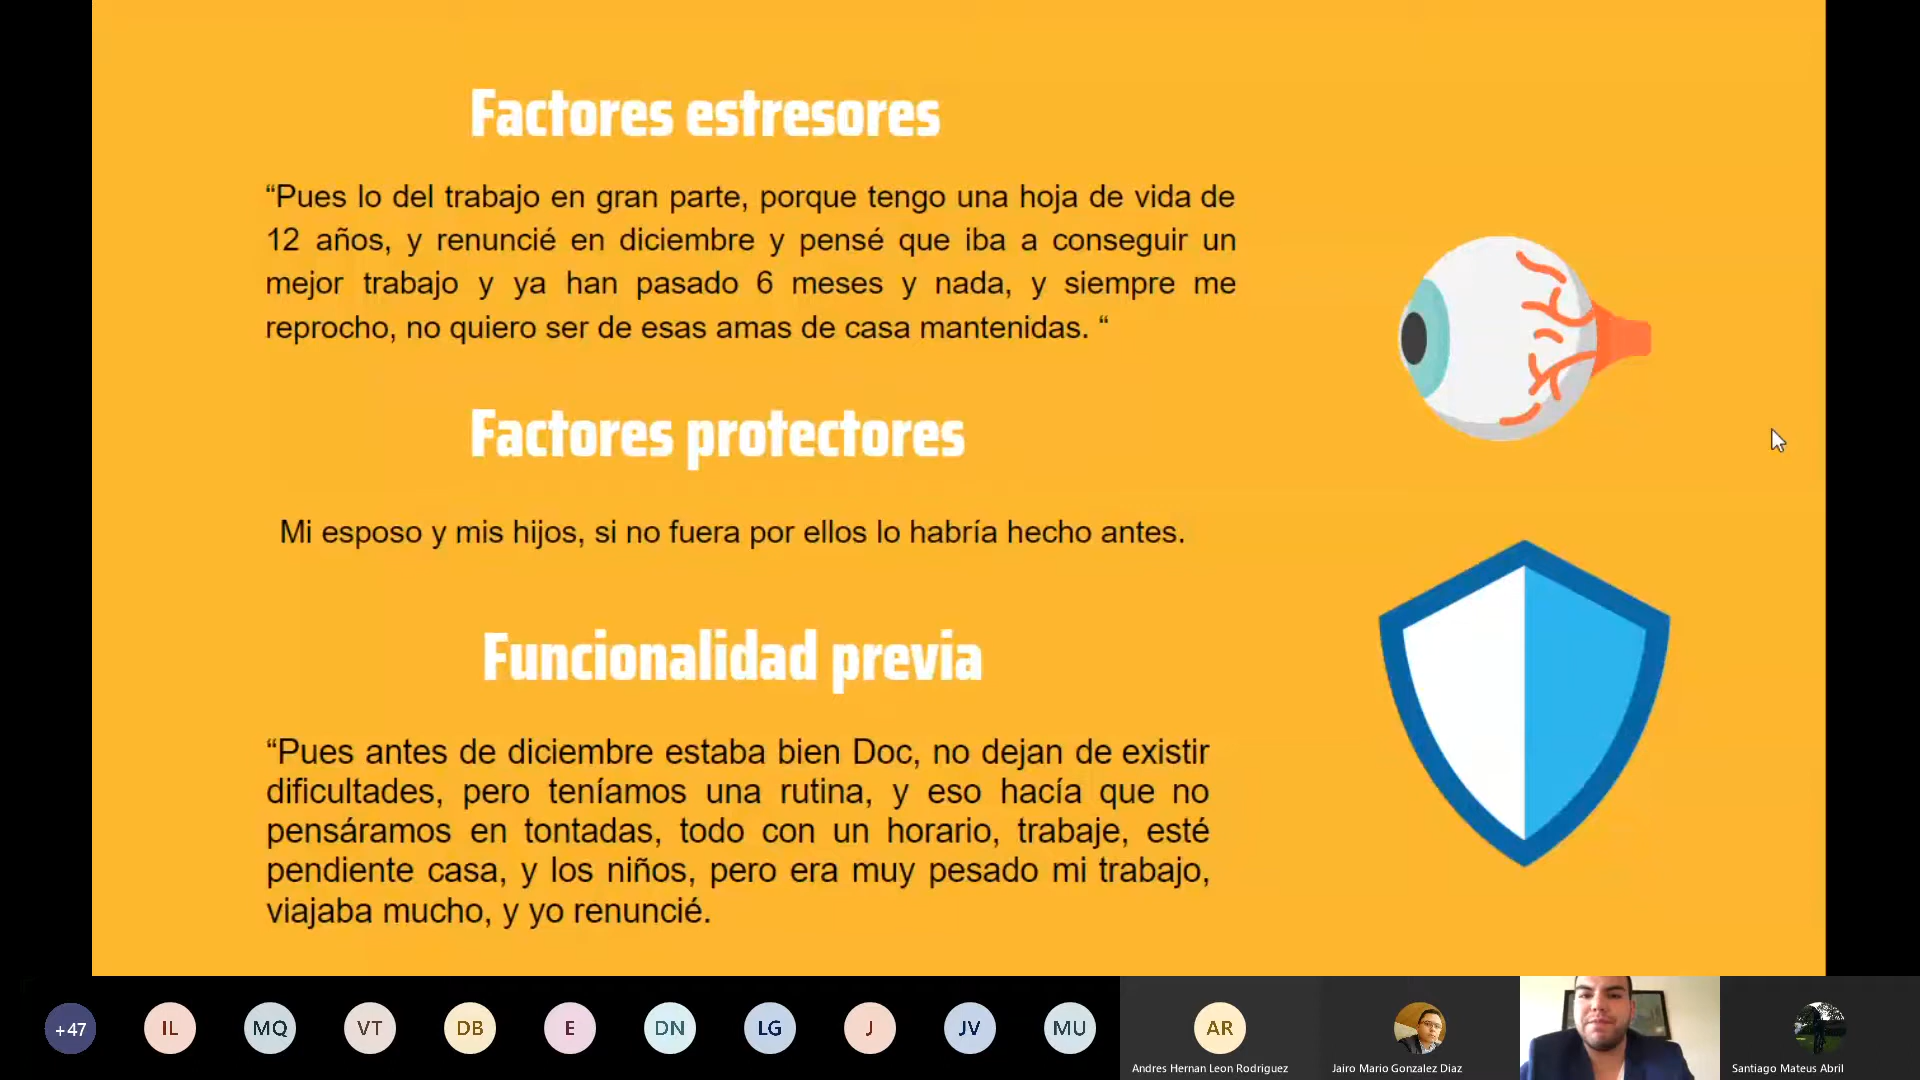 Factores estresores
“Pues lo del trabajo en gran parte, porque tengo una hoja de vida de
12 años, y renuncié en diciembre y pensé que iba a conseguir un
mejor trabajo y ya han pasado 6 meses y nada, y siempre me
reprocho, no quiero ser de esas amas de casa mantenidas. “
Factores protectores
Mi esposo y mis hijos, si no fuera por ellos lo habría hecho antes.
Funcionalidad previa
“Pues antes de diciembre estaba bien Doc, no dejan de existir
dificultades, pero teníamos una rutina, y eso hacía que no
pensáramos en tontadas, todo con un horario, trabaje, esté
pendiente casa, y los niños, pero era muy pesado mi trabajo,
viajaba mucho, y yo renuncié.
+47 IL MQ VT DB E DN LG J JV MU AR
Andres Hernan Leon Rodriguez Jairo Mario Gonzalez Diaz Santiago Mateus Abril